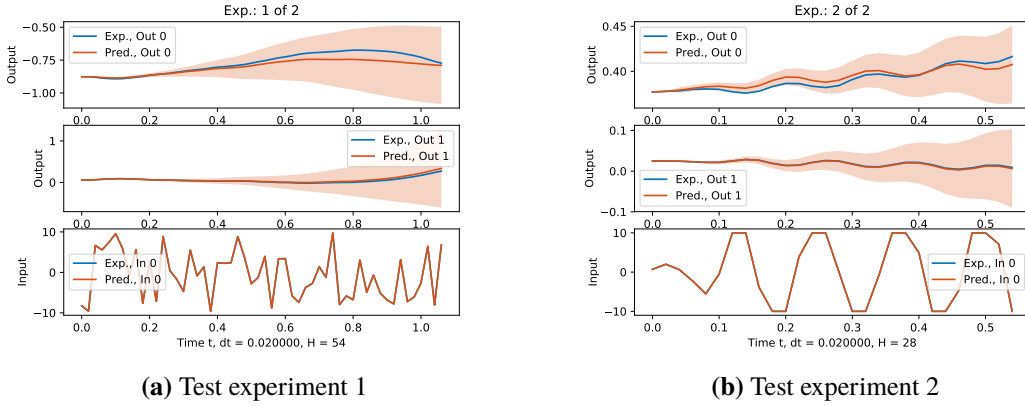 Exp.: 1 of 2
−0.50
−0.75
−1.00
Output
Exp., Out 0
Pred., Out 0
0.0 0.2 0.4 0.6 0.8 1.0
1
0
Output
Exp., Out 1
Pred., Out 1
0.0 0.2 0.4 0.6 0.8 1.0
10
0
−10
Input
Exp., In 0
Pred., In 0
0.0 0.2 0.4 0.6 0.8 1.0
Time t, dt = 0.020000, H = 54
(a) Test experiment 1
Exp.: 2 of 2
0.45
0.40
Output
Exp., Out 0
Pred., Out 0
0.0 0.1 0.2 0.3 0.4 0.5
0.1
0.0
−0.1
Output
Exp., Out 1
Pred., Out 1
0.0 0.1 0.2 0.3 0.4 0.5
10
0
−10
Input
Exp., In 0
Pred., In 0
0.0 0.1 0.2 0.3 0.4 0.5
Time t, dt = 0.020000, H = 28
(b) Test experiment 2